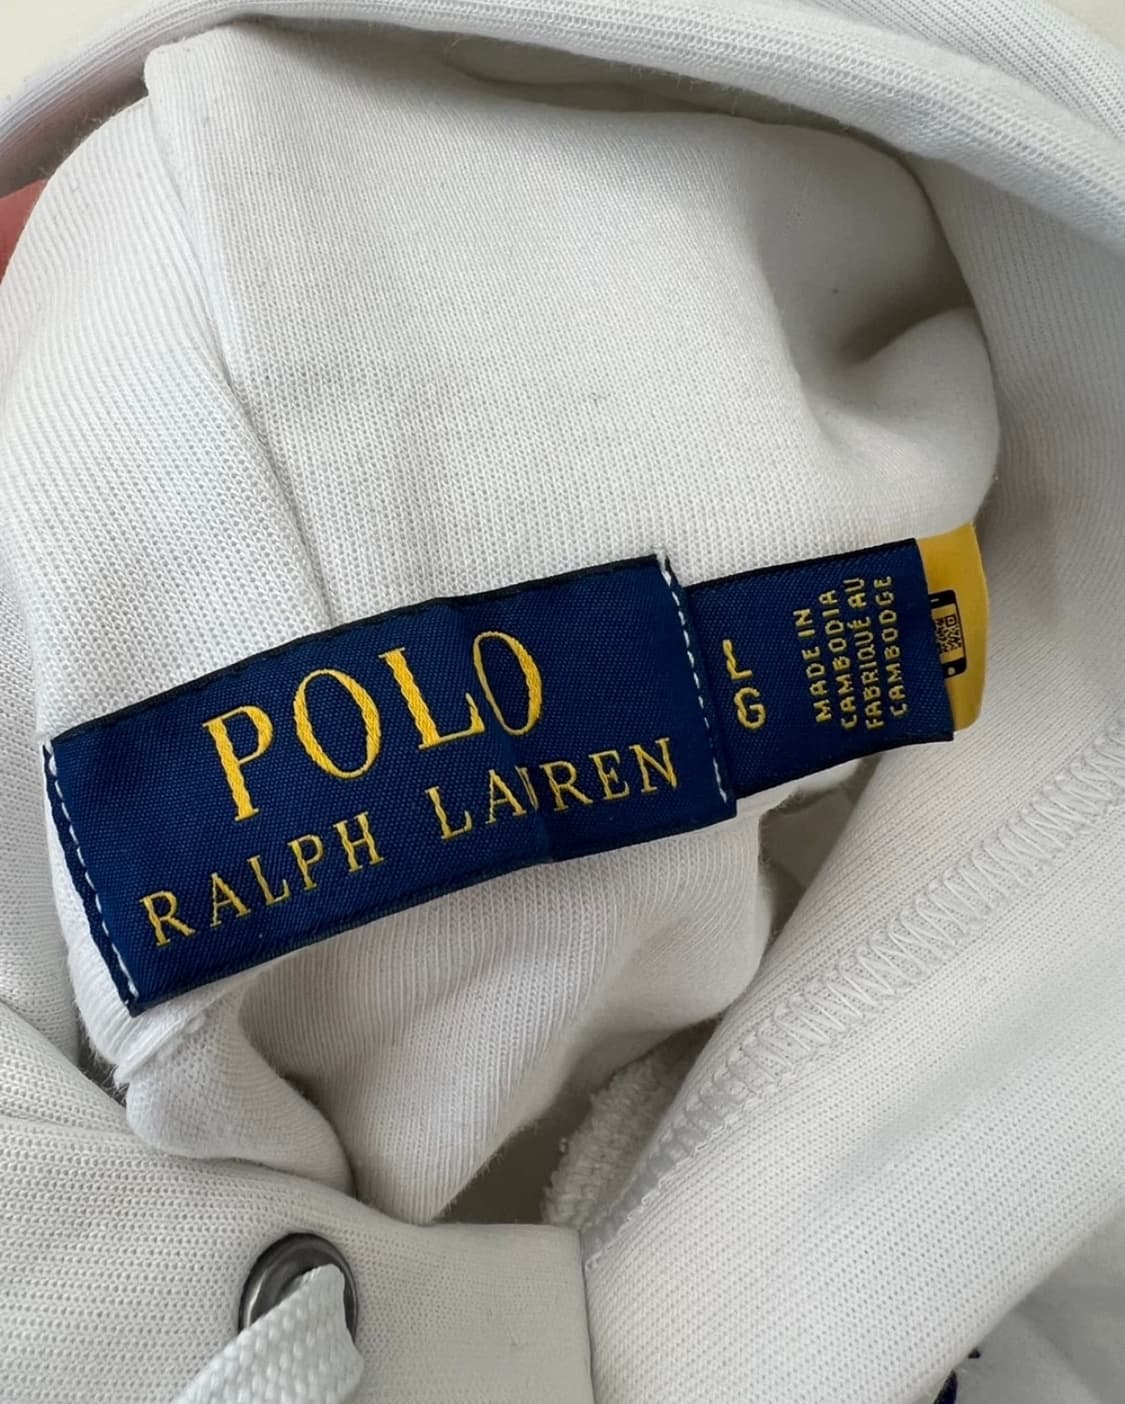 POLO
RALPH LAUREN
L
G
MADE IN
CAMBODIA
FABRIQUÉ AU
CAMBODGE